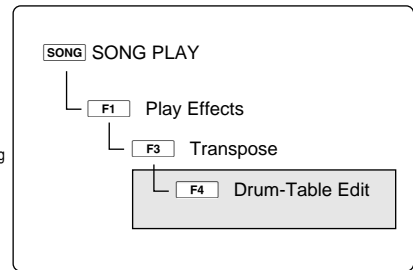 SONG SONG PLAY
F1 Play Effects
g
F3 Transpose
F4 Drum-Table Edit